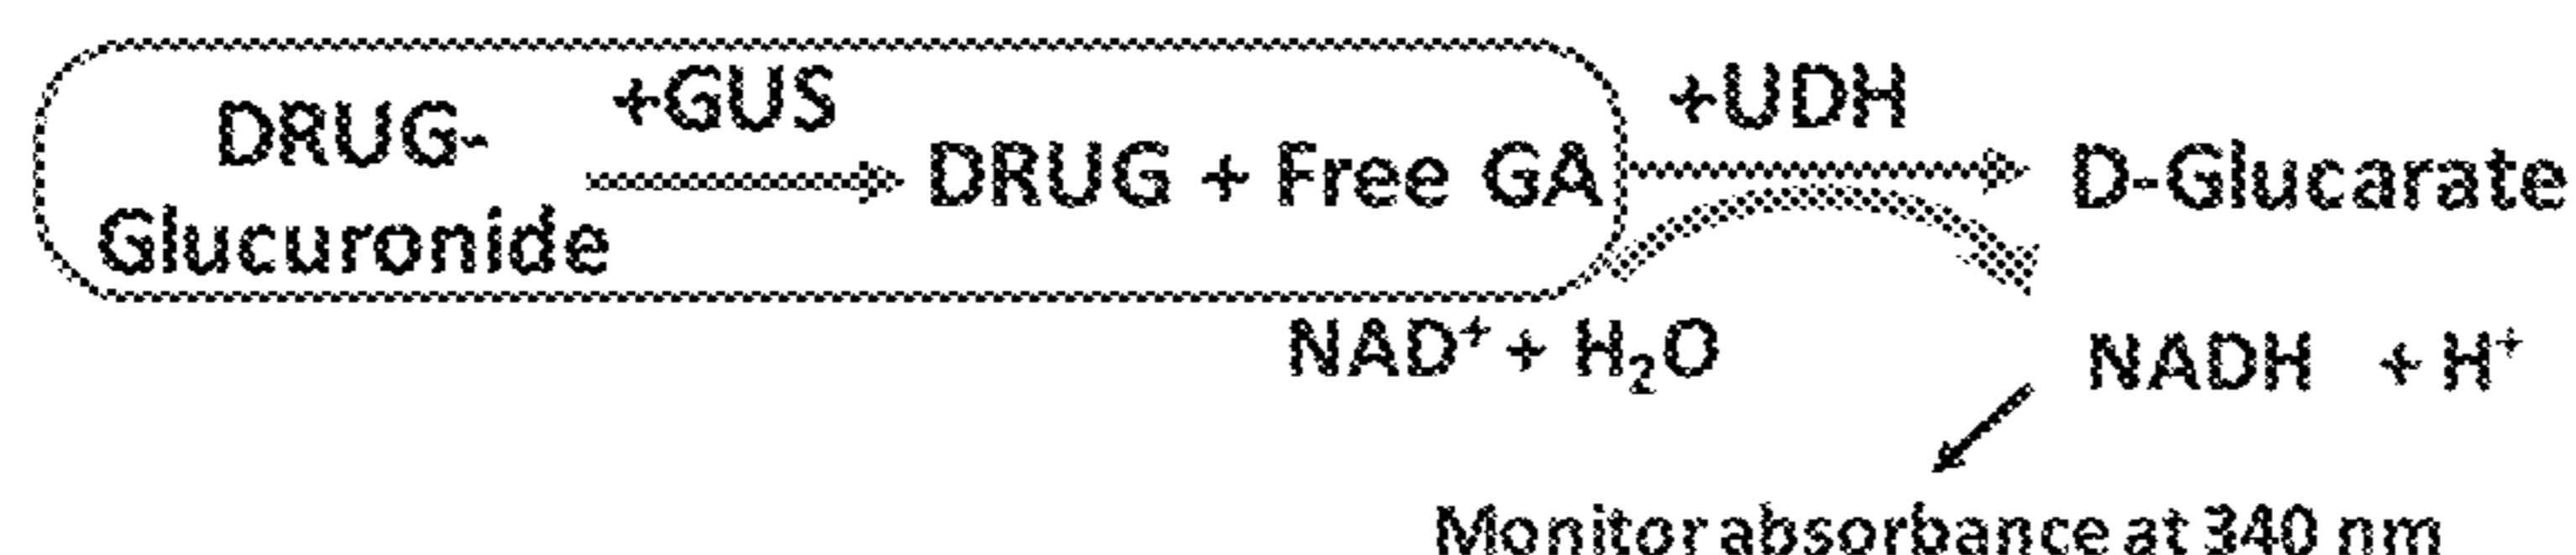 DRUG-
Glucuronide
+GUS
DRUG + Free GA
+UDH
D-Glucarate
NAD⁺ + H₂O
NADH + H⁺
Monitor absorbance at 340 nm